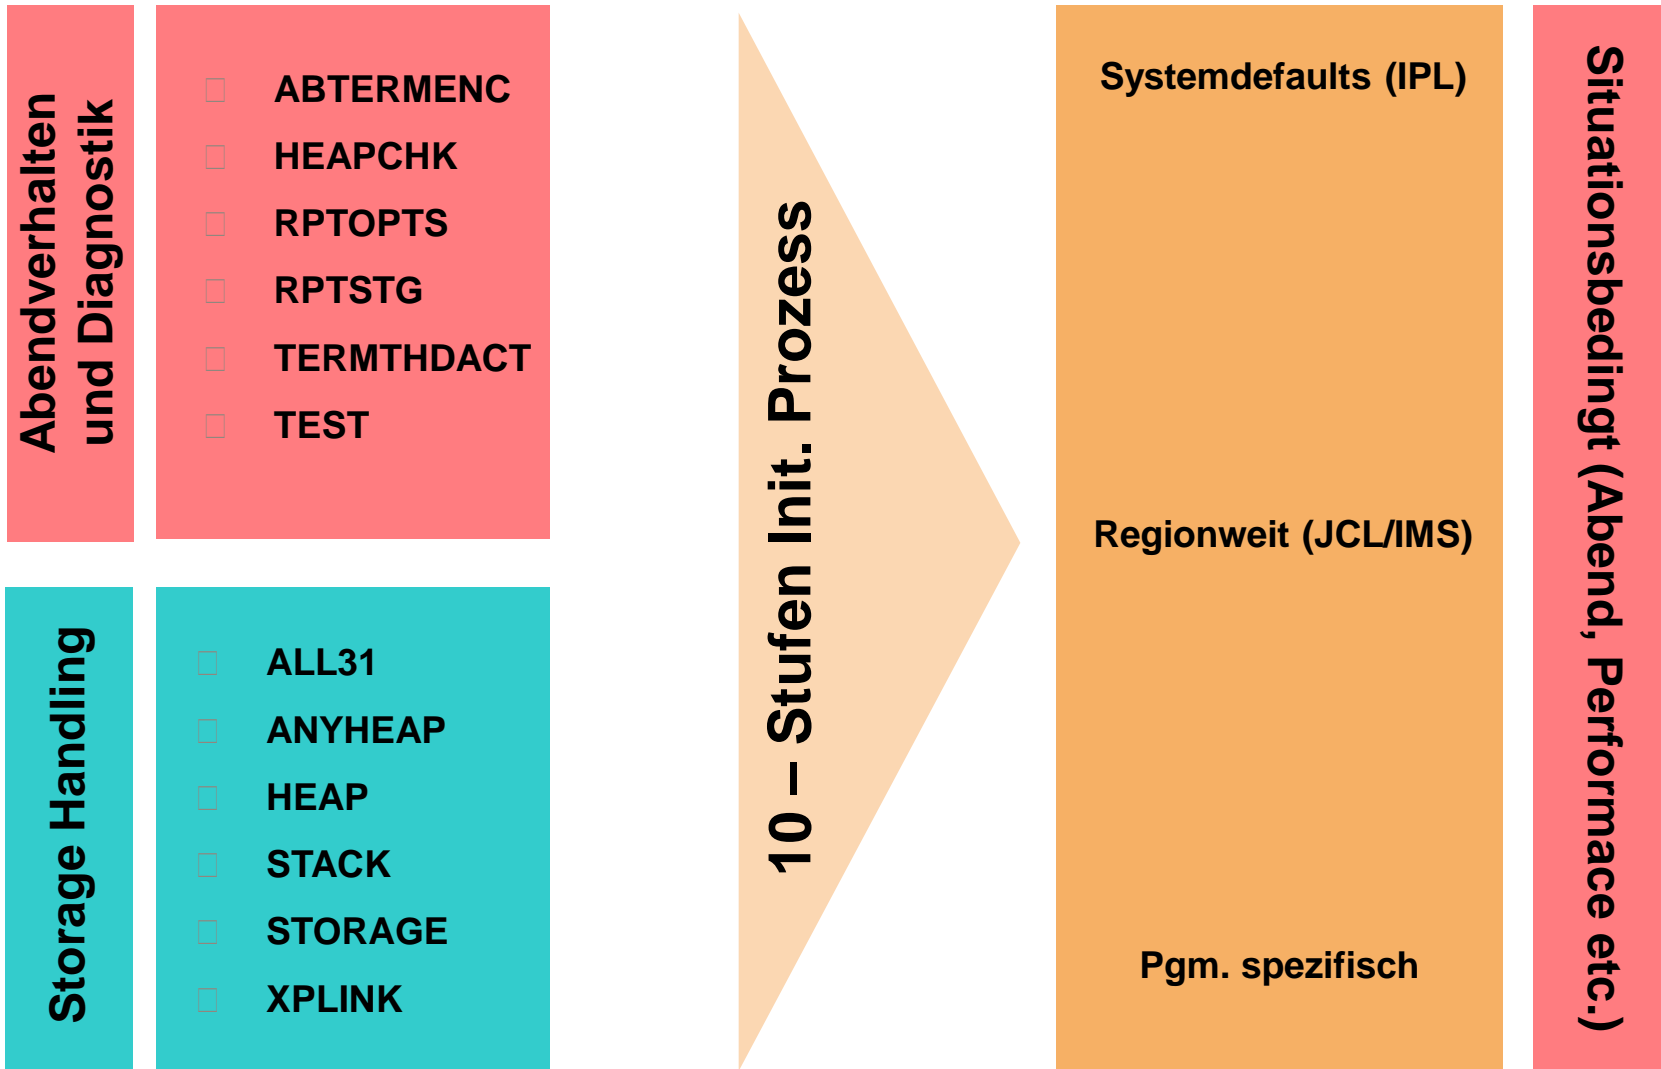 Abendverhalten
und Diagnostik
ABTERMENC
HEAPCHK
RPTOPTS
RPTSTG
TERMTHDACT
TEST
Storage Handling
ALL31
ANYHEAP
HEAP
STACK
STORAGE
XPLINK
10 – Stufen Init. Prozess
Systemdefaults (IPL)
Regionweit (JCL/IMS)
Pgm. spezifisch
Situationsbedingt (Abend, Performace etc.)